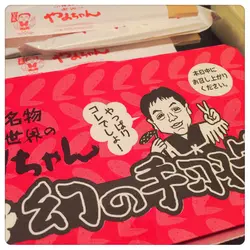 やまちゃん
名物
世界の
ちゃん
やっぱり
コレでしょー
本日中に
お召し上がり
ください。
幻の手羽